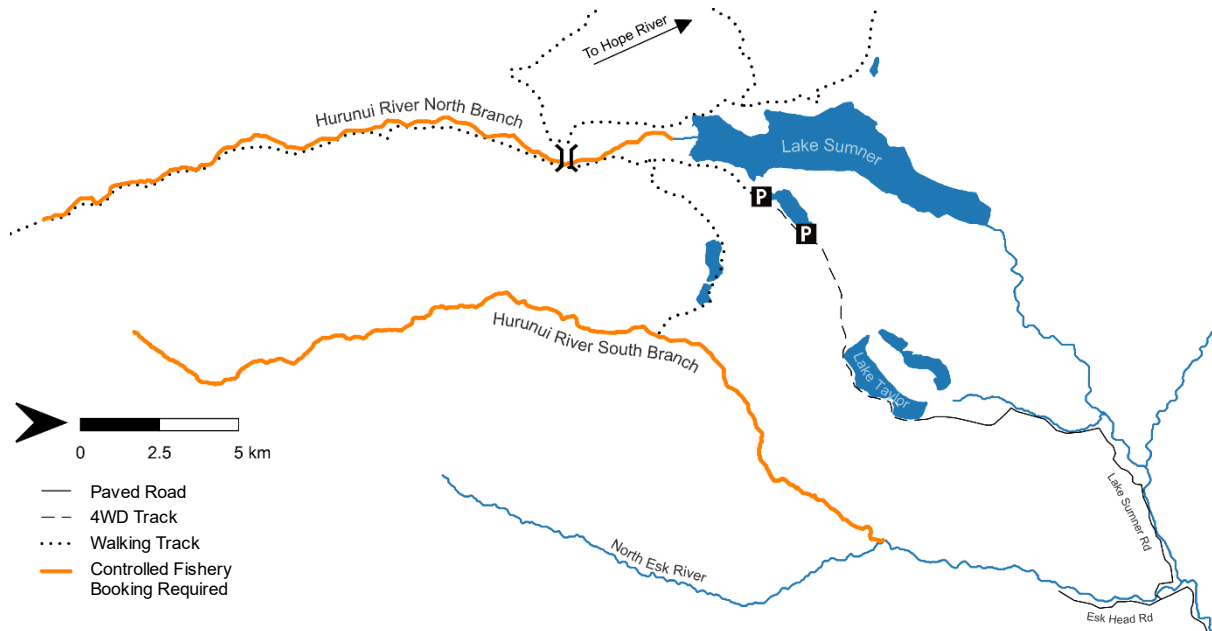 To Hope River
Hurunui River North Branch
Lake Sumner
P
P
Hurunui River South Branch
Lake Taylor
0 2.5 5 km
Paved Road
4WD Track
Walking Track
Controlled Fishery
Booking Required
North Esk River
Lake Sumner Rd
Esk Head Rd